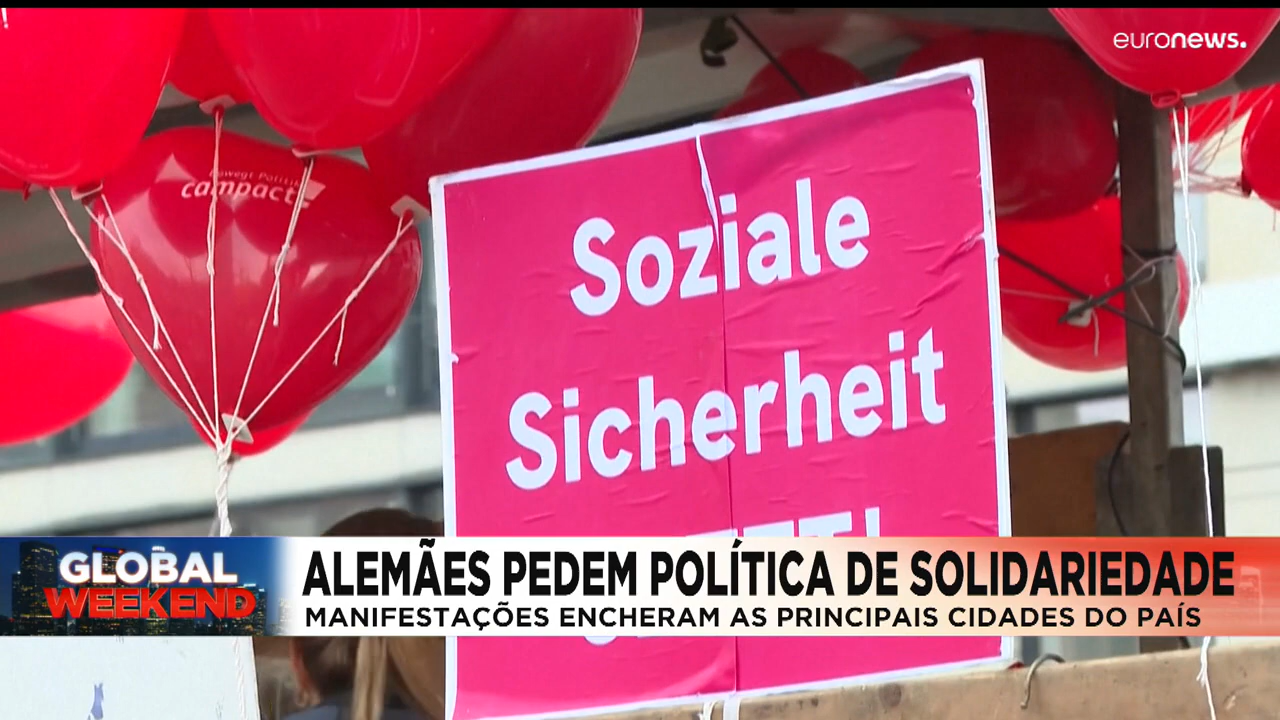 euronews.
campact
Soziale
Sicherheit
GLOBAL
WEEKEND
ALEMÃES PEDEM POLÍTICA DE SOLIDARIEDADE
MANIFESTAÇÕES ENCHERAM AS PRINCIPAIS CIDADES DO PAÍS